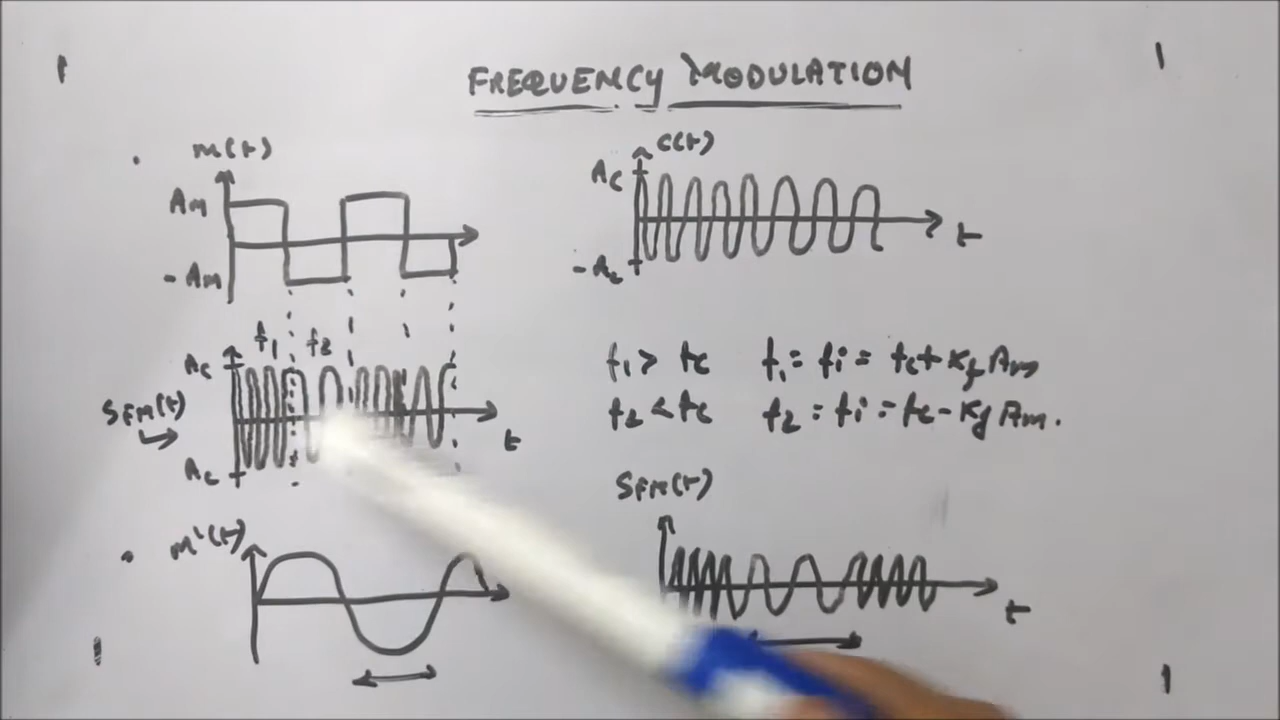 FREQUENCY MODULATION
m(t)
Am
-Am
c(t)
Ac
-Ac
t
f1 f2
Ac
SFM(t)
Ac
t
f1 > fc f1 = fi = fc + Kf Am
f2 < fc f2 = fi = fc - Kf Am.
m'(t)
SFM(t)
t